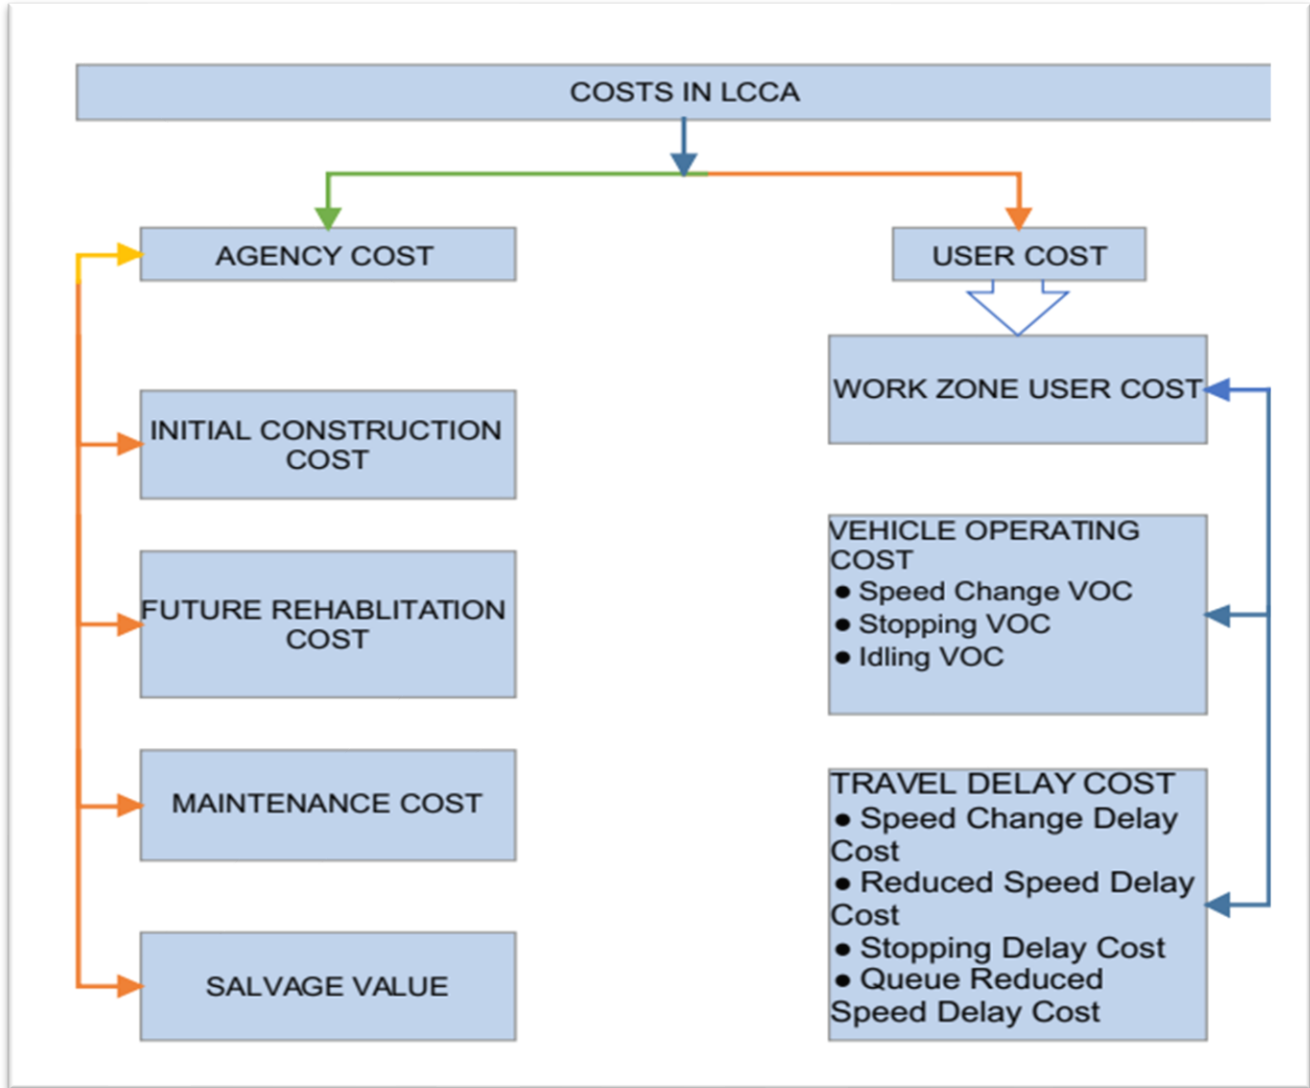 COSTS IN LCCA
AGENCY COST
INITIAL CONSTRUCTION
COST
FUTURE REHABLITATION
COST
MAINTENANCE COST
SALVAGE VALUE
USER COST
WORK ZONE USER COST
VEHICLE OPERATING
COST
● Speed Change VOC
● Stopping VOC
● Idling VOC
TRAVEL DELAY COST
● Speed Change Delay
Cost
● Reduced Speed Delay
Cost
● Stopping Delay Cost
● Queue Reduced
Speed Delay Cost